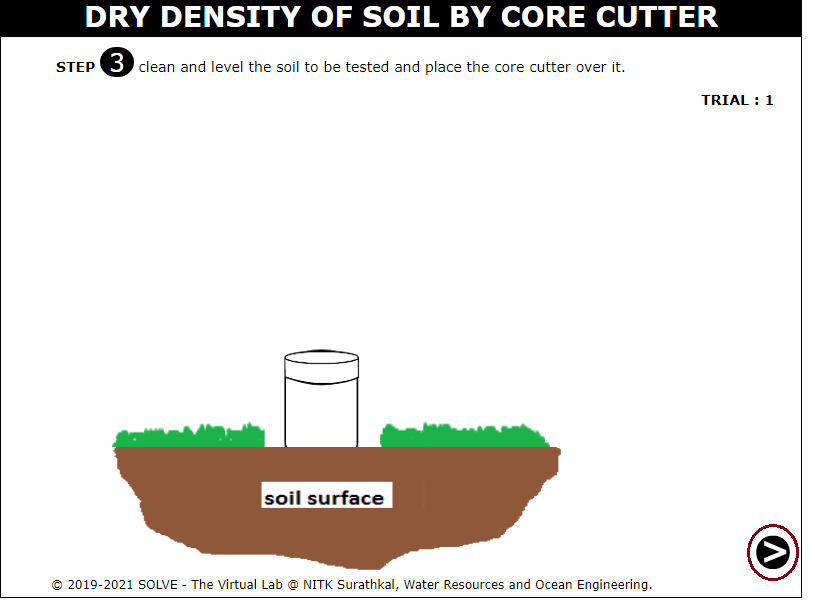 DRY DENSITY OF SOIL BY CORE CUTTER
STEP 3 clean and level the soil to be tested and place the core cutter over it.
TRIAL : 1
soil surface
>
© 2019-2021 SOLVE - The Virtual Lab @ NITK Surathkal, Water Resources and Ocean Engineering.